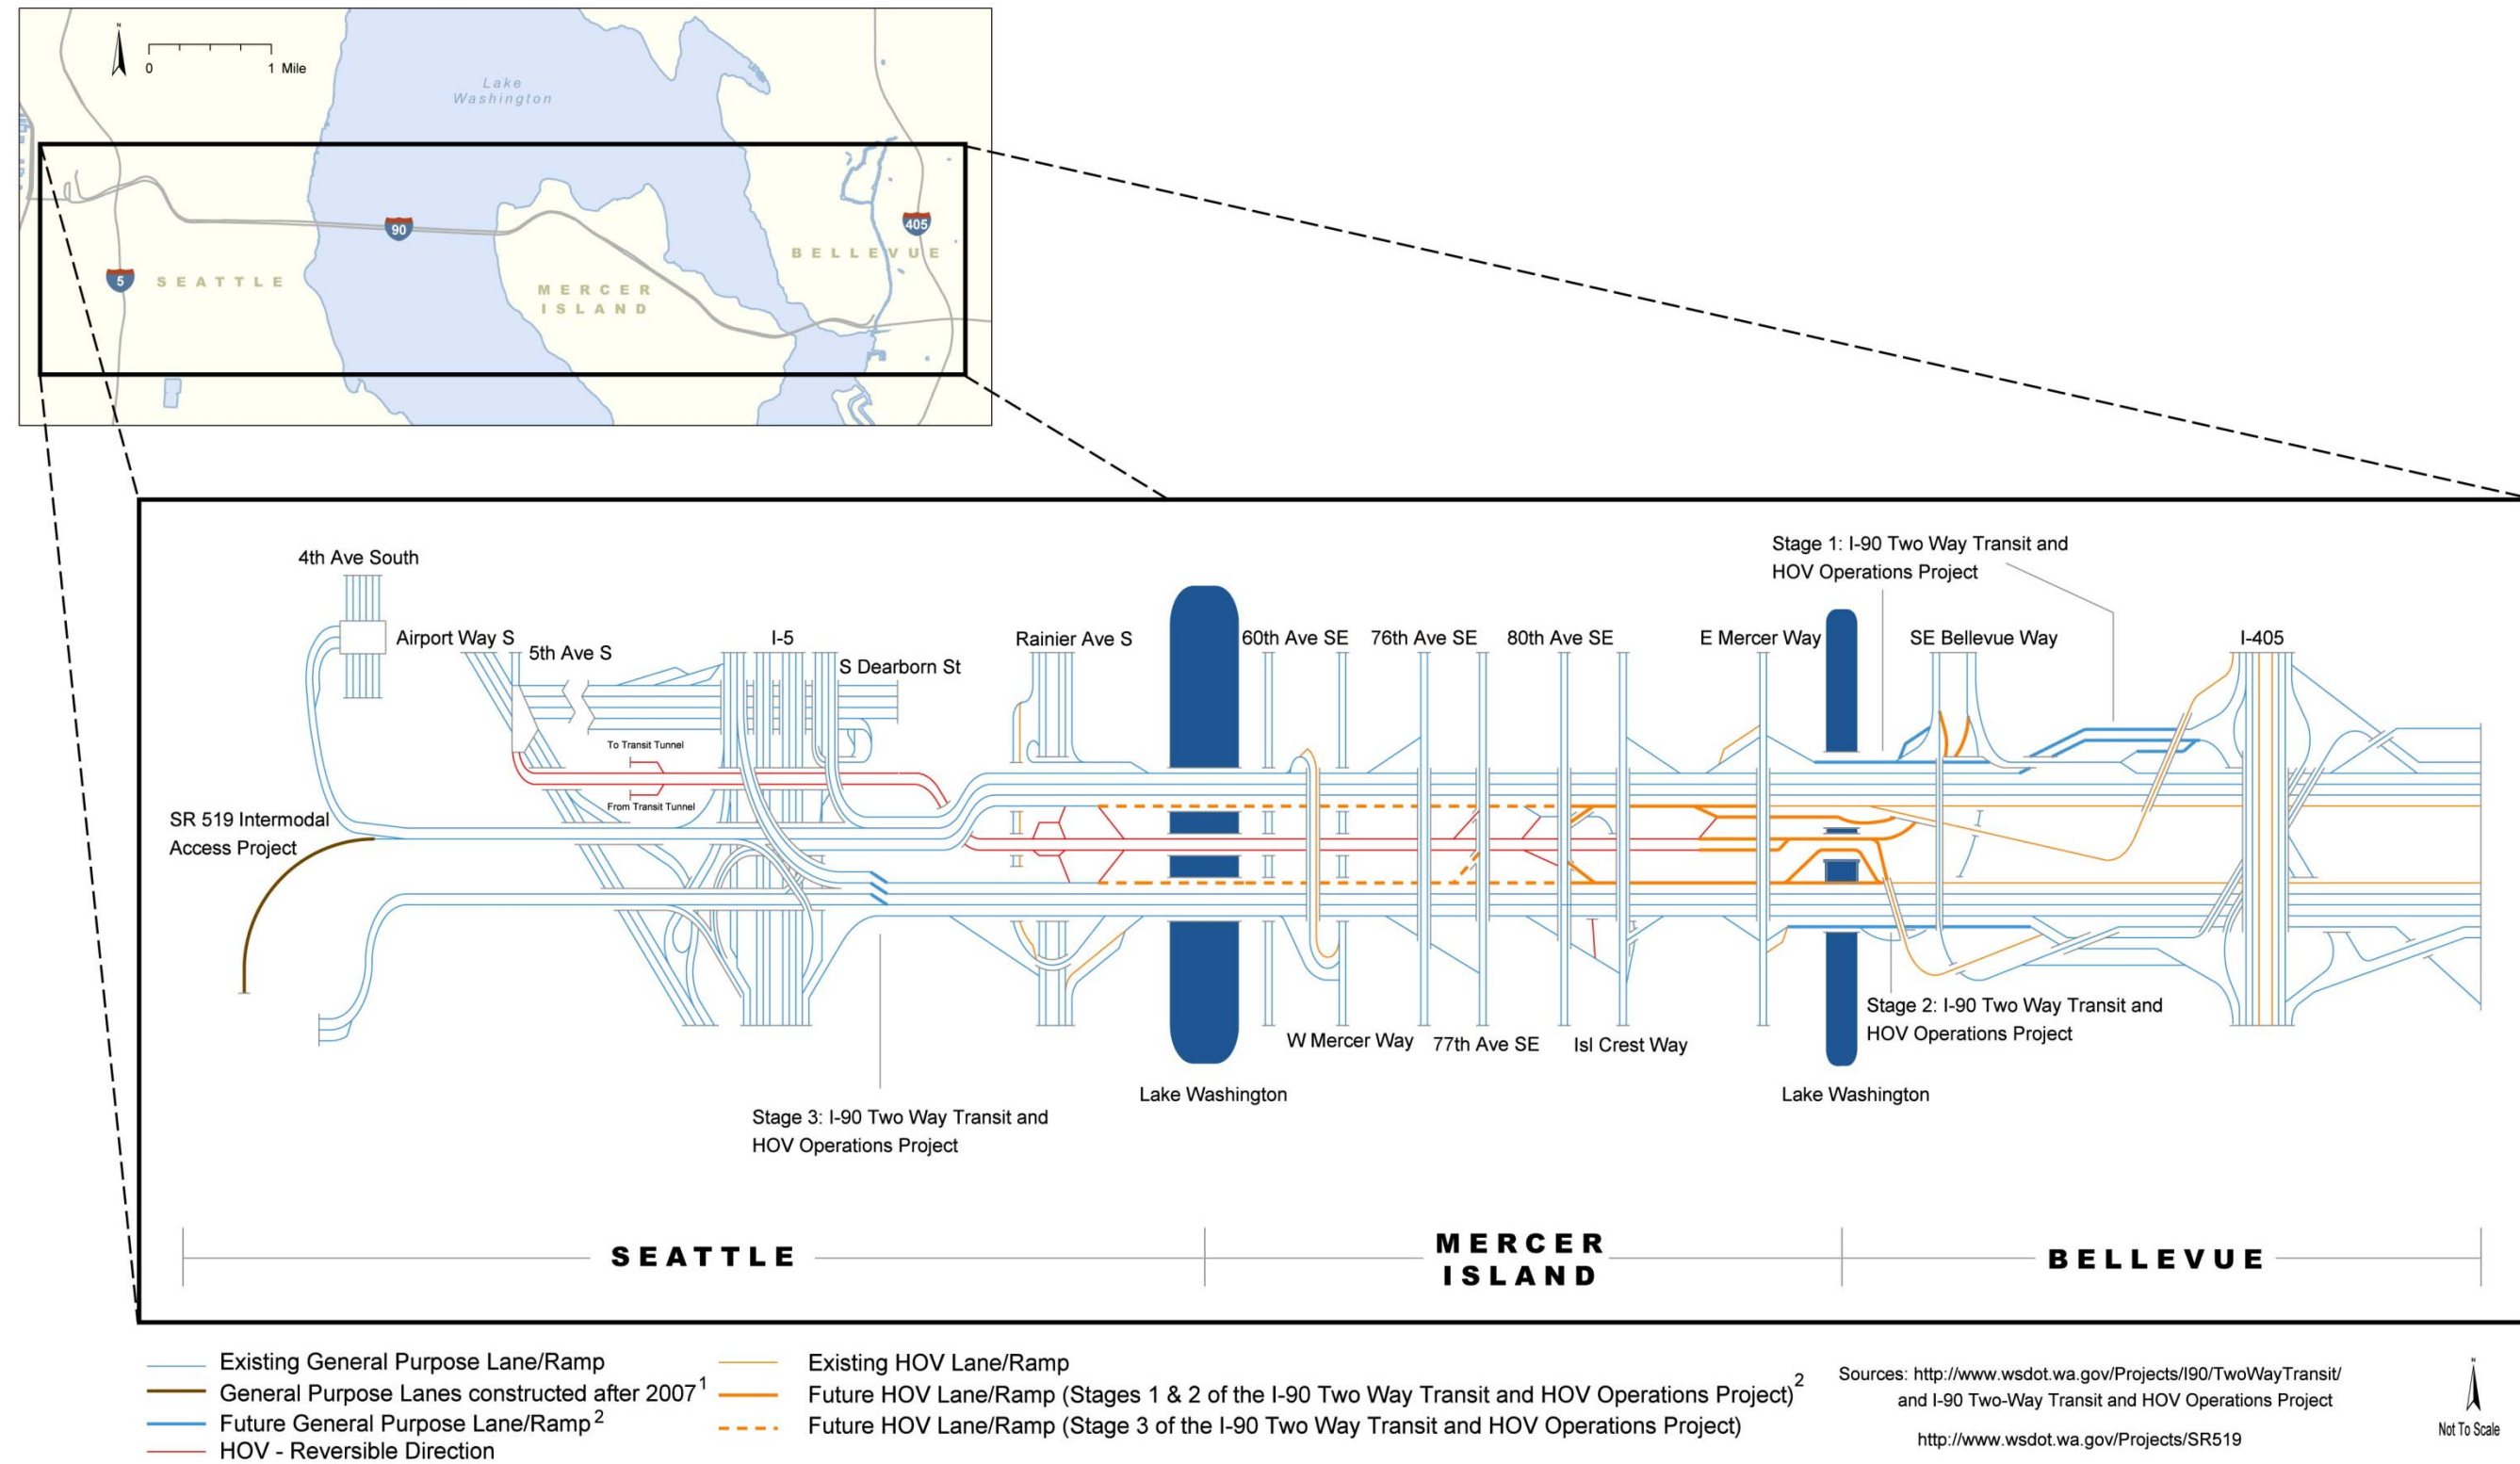 N
0 1 Mile
Lake
Washington
90
405
5
SEATTLE
BELLEVUE
MERCER
ISLAND
Stage 1: I-90 Two Way Transit and
HOV Operations Project
4th Ave South
Airport Way S
5th Ave S
I-5
S Dearborn St
Rainier Ave S
60th Ave SE
76th Ave SE
80th Ave SE
E Mercer Way
SE Bellevue Way
I-405
To Transit Tunnel
From Transit Tunnel
SR 519 Intermodal
Access Project
Stage 2: I-90 Two Way Transit and
HOV Operations Project
W Mercer Way
77th Ave SE
Isl Crest Way
Lake Washington
Lake Washington
Stage 3: I-90 Two Way Transit and
HOV Operations Project
SEATTLE
MERCER
ISLAND
BELLEVUE
Existing General Purpose Lane/Ramp
General Purpose Lanes constructed after 2007 1
Future General Purpose Lane/Ramp 2
HOV - Reversible Direction
Existing HOV Lane/Ramp
Future HOV Lane/Ramp (Stages 1 & 2 of the I-90 Two Way Transit and HOV Operations Project) 2
Future HOV Lane/Ramp (Stage 3 of the I-90 Two Way Transit and HOV Operations Project)
Sources: http://www.wsdot.wa.gov/Projects/I90/TwoWayTransit/
and I-90 Two-Way Transit and HOV Operations Project
http://www.wsdot.wa.gov/Projects/SR519
N
Not To Scale